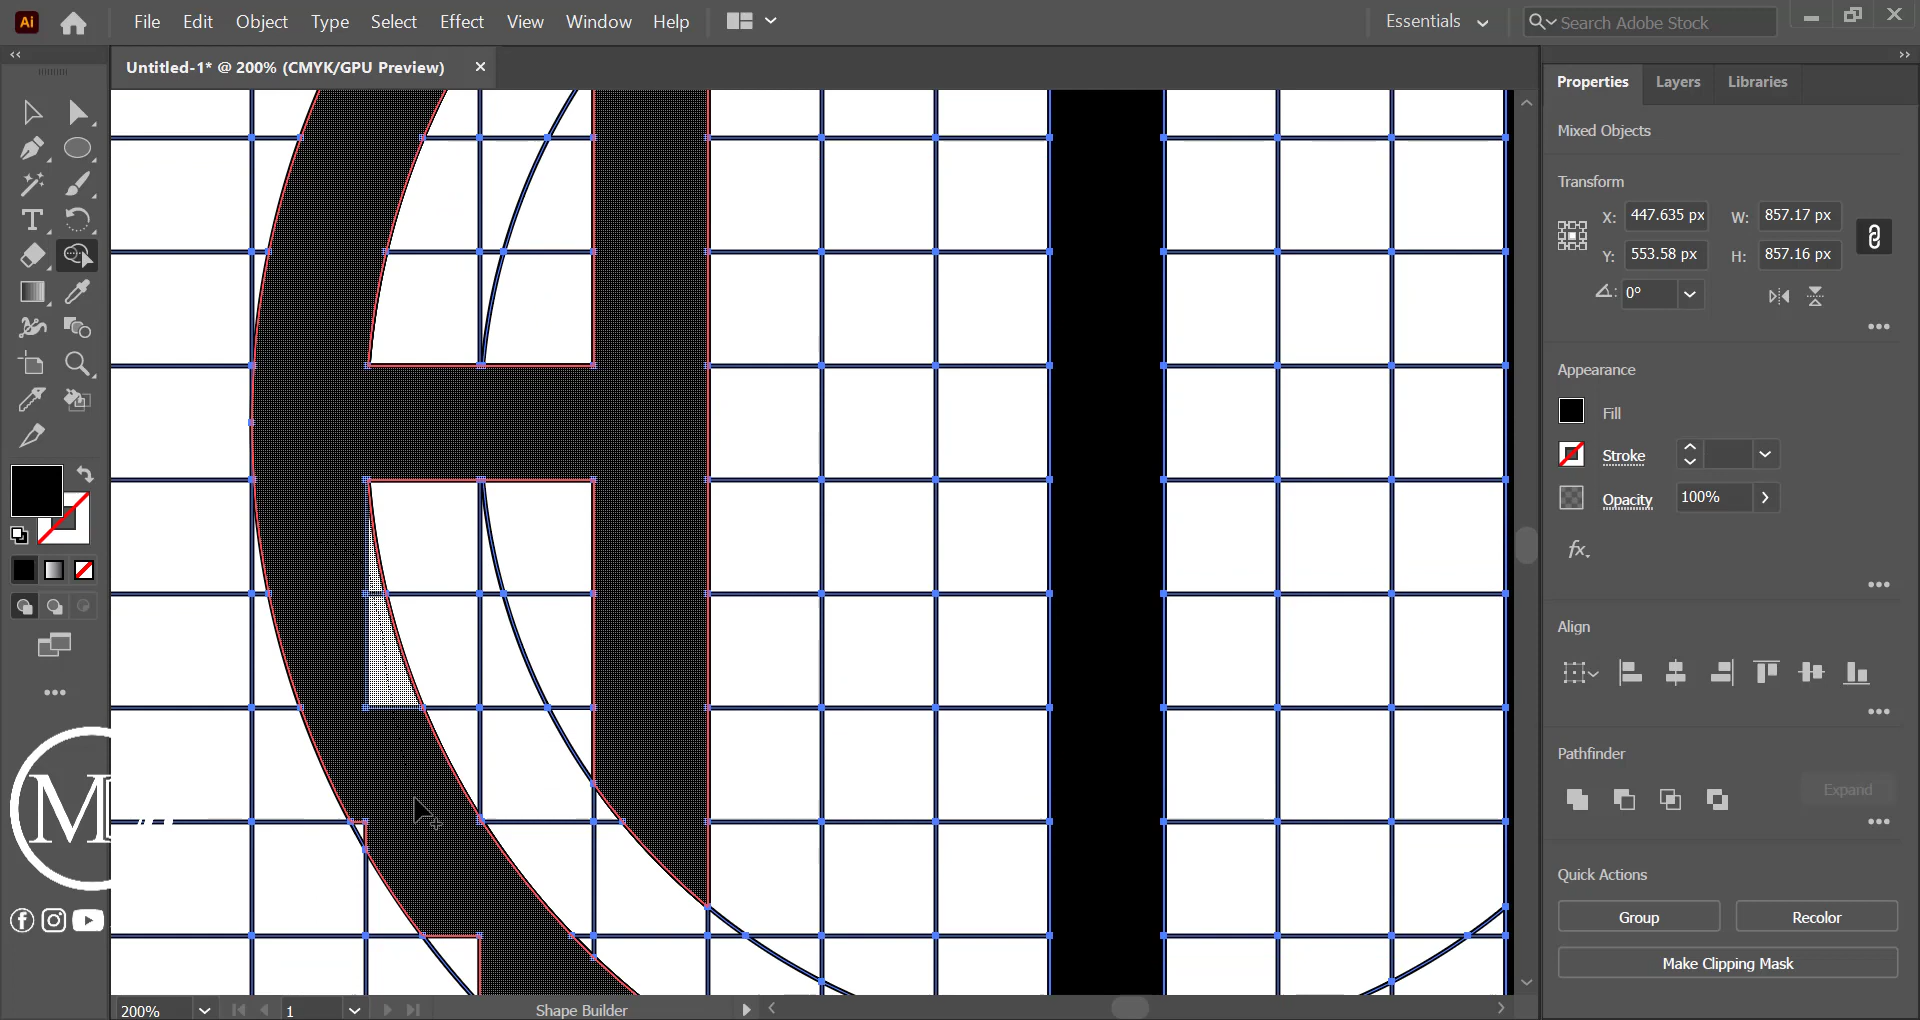 Ai File Edit Object Type Select Effect View Window Help Essentials Search Adobe Stock
Untitled-1* @ 200% (CMYK/GPU Preview)
Properties Layers Libraries
Mixed Objects
Transform
X: 447.635 px W: 857.17 px
Y: 553.58 px H: 857.16 px
0°
Appearance
Fill
Stroke
Opacity 100%
fx.
Align
Pathfinder
Expand
Quick Actions
Group Recolor
Make Clipping Mask
M
200% 1 Shape Builder